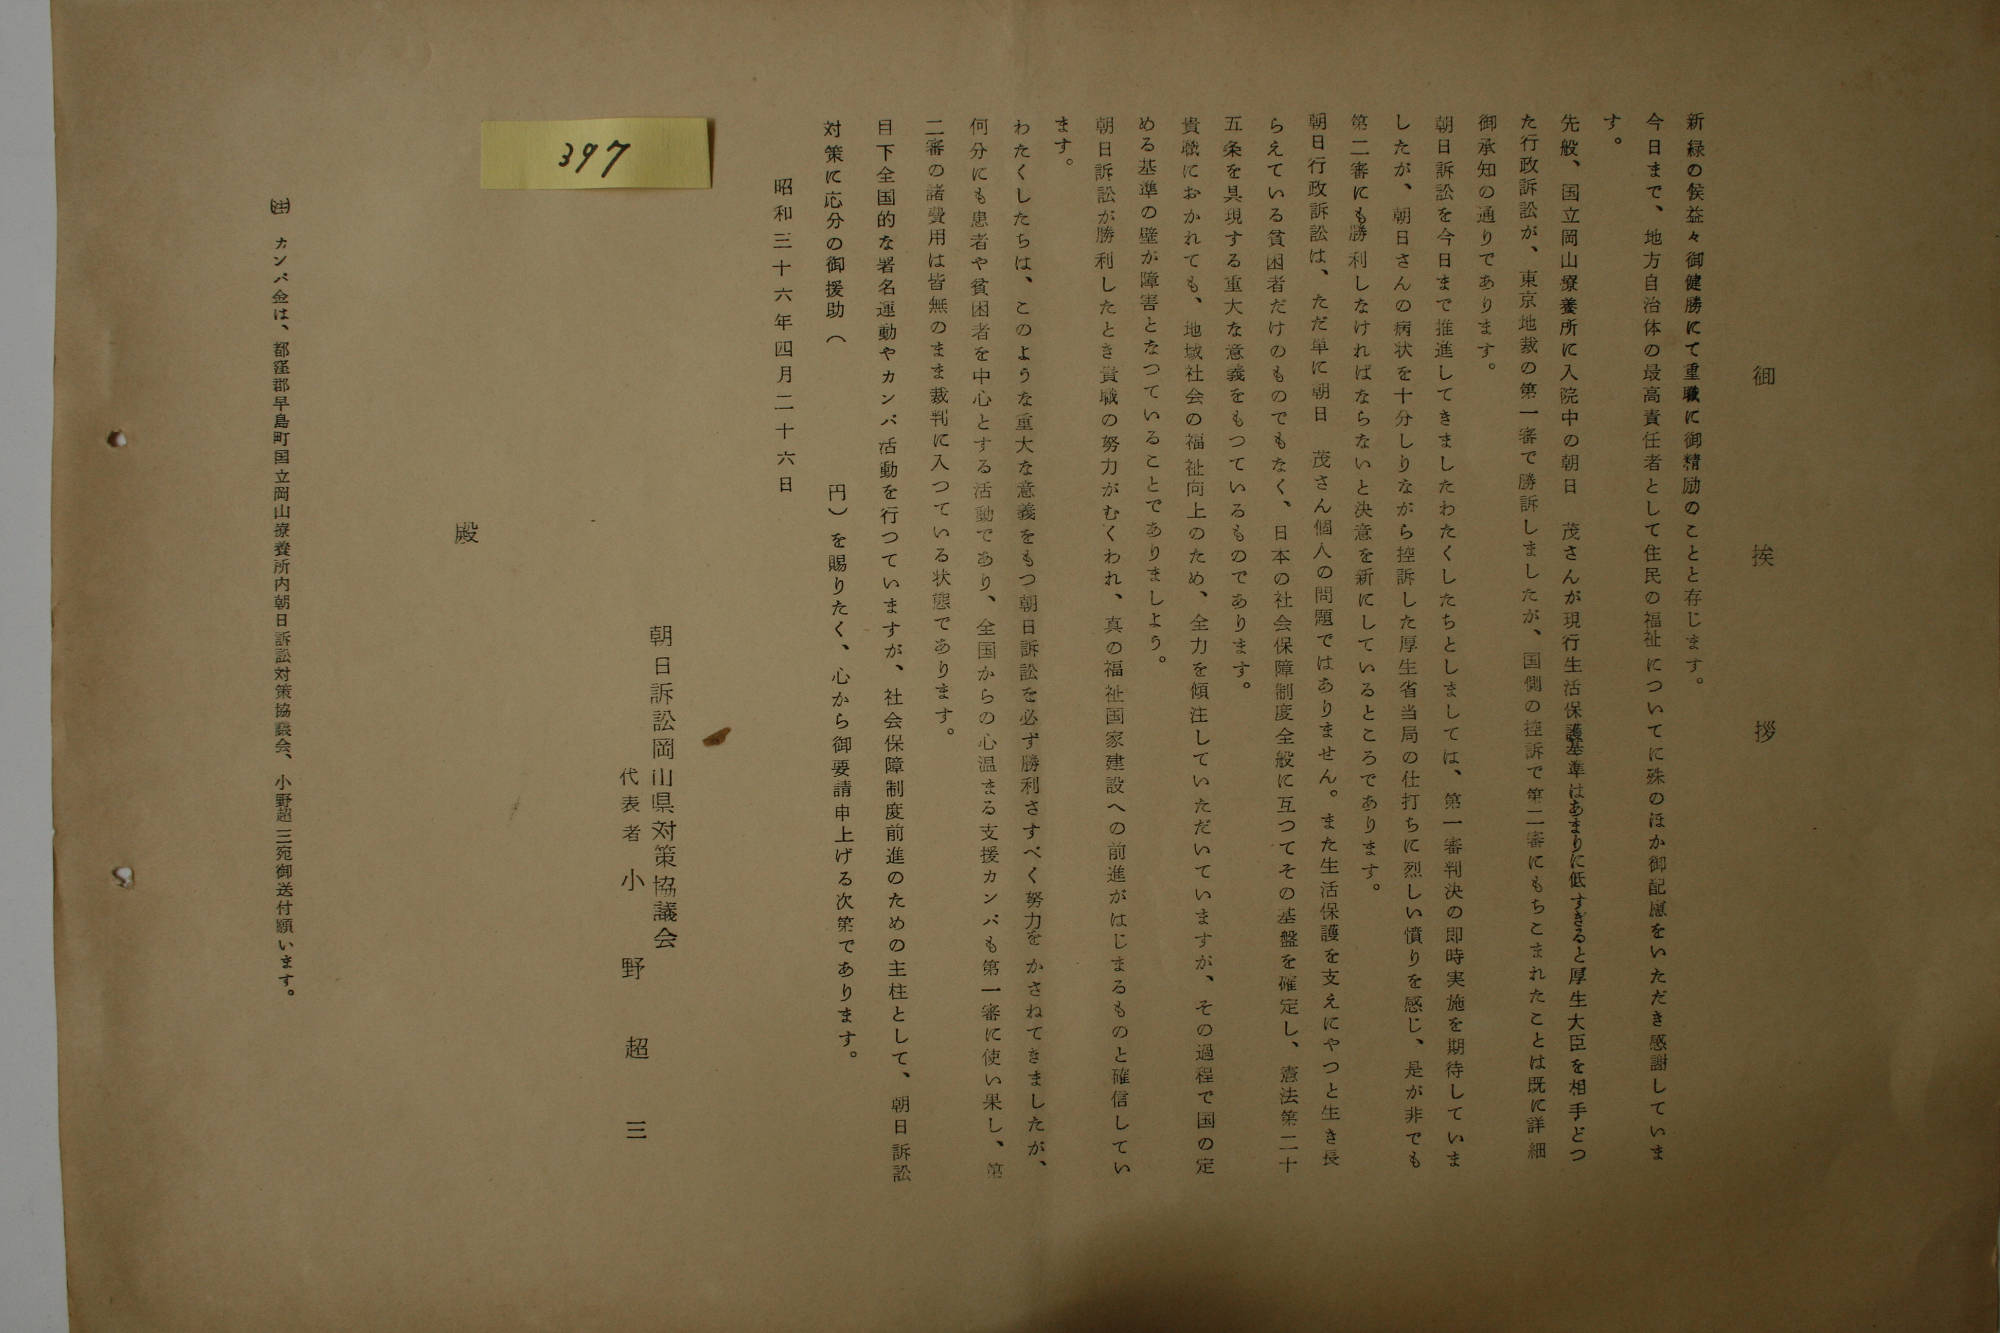 御挨拶
新緑の候益々御健勝にて重職に御精励のことと存じます。
今日まで、地方自治体の最高責任者として住民の福祉についてに殊のほか御配慮をいただき感謝していま
す。
先般、国立岡山療養所に入院中の朝日　茂さんが現行生活保護基準はあまりに低すぎると厚生大臣を相手どつ
た行政訴訟が、東京地裁の第一審で勝訴しましたが、国側の控訴で第二審にもちこまれたことは既に詳細
御承知の通りであります。
朝日訴訟を今日まで推進してきましたわたくしたちとしましては、第一審判決の即時実施を期待していま
したが、朝日さんの病状を十分しりながら控訴した厚生省当局の仕打ちに烈しい憤りを感じ、是が非でも
第二審にも勝利しなければならないと決意を新にしているところであります。
朝日行政訴訟は、ただ単に朝日　茂さん個人の問題ではありません。また生活保護を支えにやつと生き長
らえている貧困者だけのものでもなく、日本の社会保障制度全般に互つてその基盤を確定し、憲法第二十
五条を具現する重大な意義をもつているものであります。
貴職におかれても、地域社会の福祉向上のため、全力を傾注していただいていますが、その過程で国の定
める基準の壁が障害となつていることでありましよう。
朝日訴訟が勝利したとき貴職の努力がむくわれ、真の福祉国家建設への前進がはじまるものと確信してい
ます。
わたくしたちは、このような重大な意義をもつ朝日訴訟を必ず勝利さすべく努力をかさねてきましたが、
何分にも患者や貧困者を中心とする活動であり、全国からの心温まる支援カンパも第一審に使い果し、第
二審の諸費用は皆無のまま裁判に入つている状態であります。
目下全国的な署名運動やカンパ活動を行つていますが、社会保障制度前進のための主柱として、朝日訴訟
対策に応分の御援助（　　　　　円）を賜りたく、心から御要請申上げる次第であります。
昭和三十六年四月二十六日
朝日訴訟岡山県対策協議会
代表者　小野超三
殿
㊟　カンパ金は、都窪郡早島町国立岡山療養所内朝日訴訟対策協議会、小野超三宛御送付願います。
397